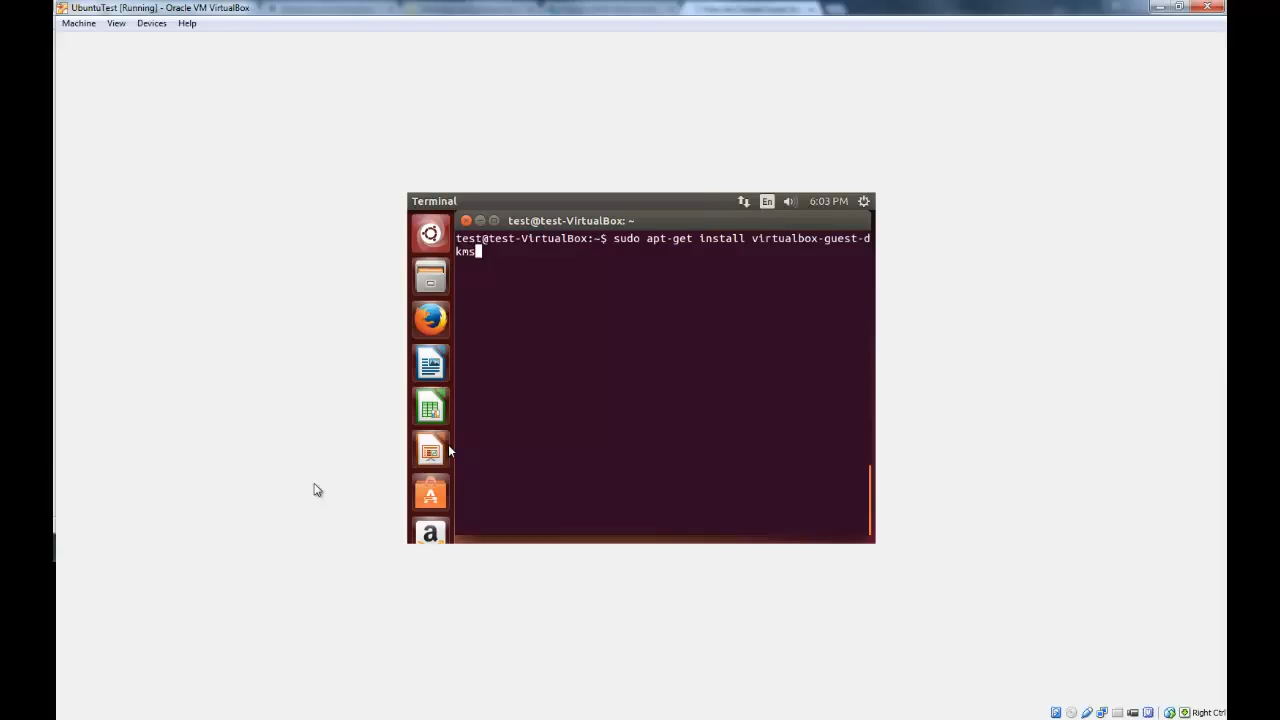 UbuntuTest [Running] - Oracle VM VirtualBox
Machine View Devices Help
Terminal En 6:03 PM
test@test-VirtualBox: ~
test@test-VirtualBox:~$ sudo apt-get install virtualbox-guest-d
kms
a
Right Ctrl